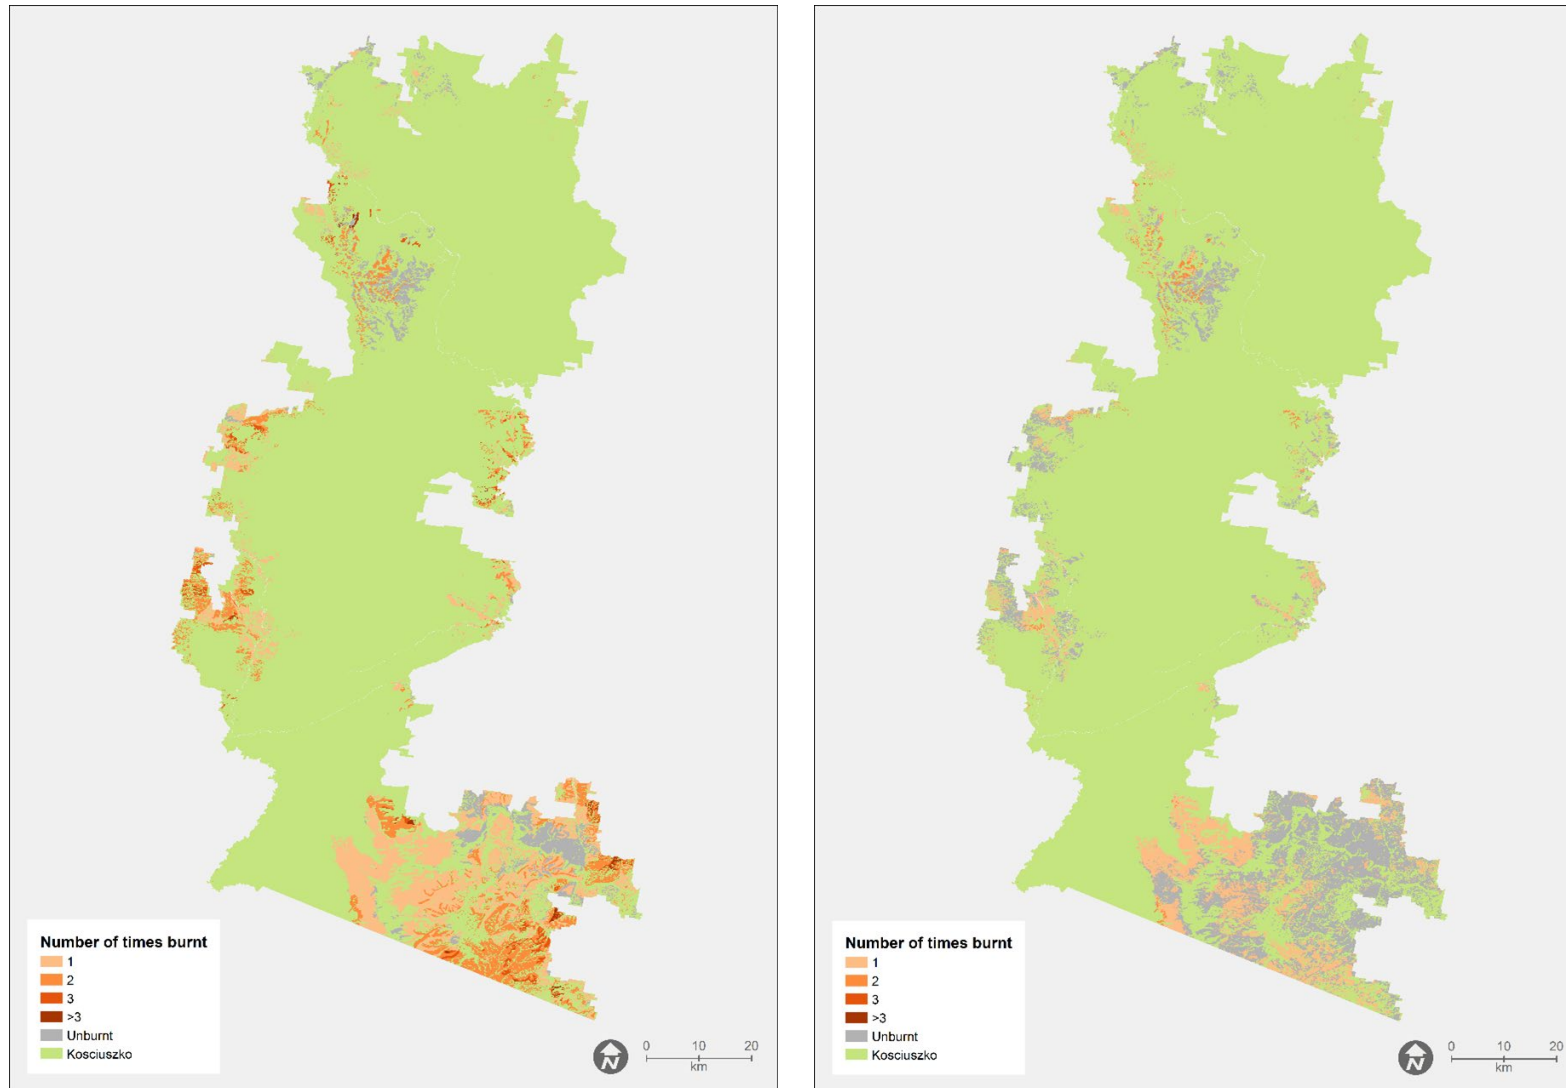 Number of times burnt
1
2
3
>3
Unburnt
Kosciuszko
N
0 10 20
km
Number of times burnt
1
2
3
>3
Unburnt
Kosciuszko
N
0 10 20
km